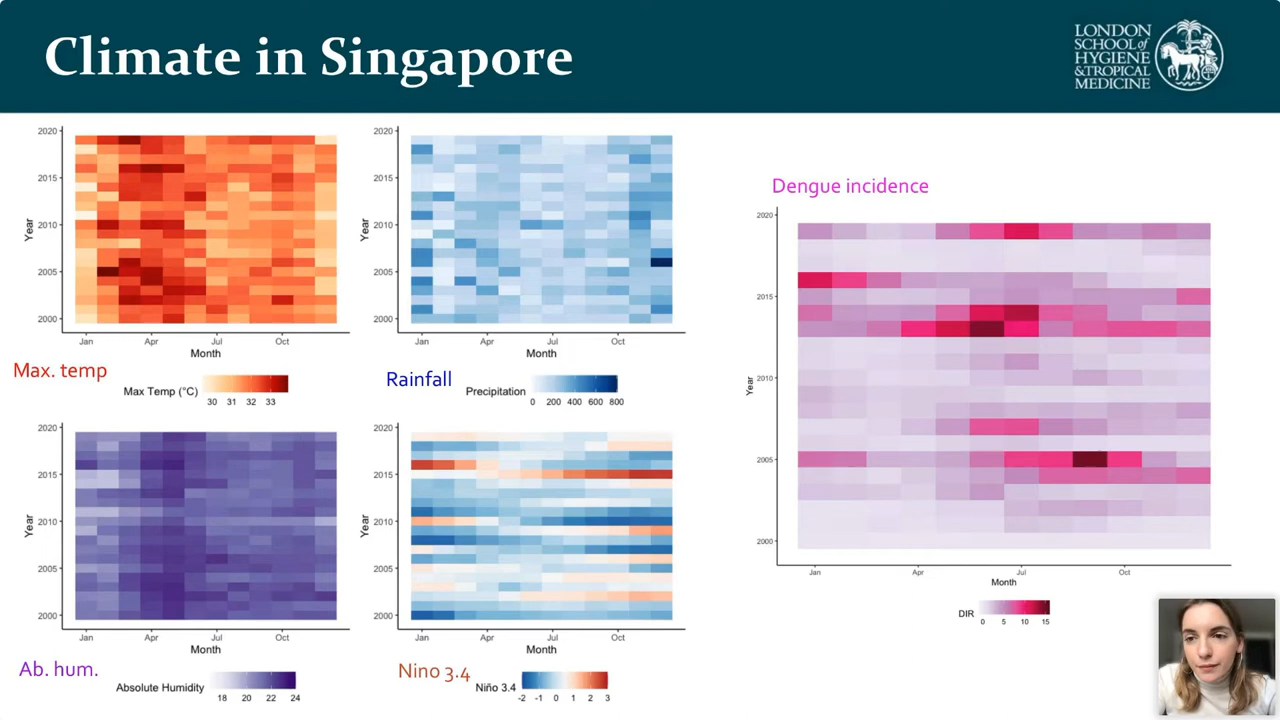 Climate in Singapore
LONDON
SCHOOL of
HYGIENE
& TROPICAL
MEDICINE
2020
2015
2010
2005
2000
Year
Jan Apr Jul Oct
Month
Max. temp
Max Temp (°C)
30 31 32 33
2020
2015
2010
2005
2000
Year
Jan Apr Jul Oct
Month
Rainfall
Precipitation
0 200 400 600 800
2020
2015
2010
2005
2000
Year
Jan Apr Jul Oct
Month
Ab. hum.
Absolute Humidity
18 20 22 24
2020
2015
2010
2005
2000
Year
Jan Apr Jul Oct
Month
Nino 3.4
Niño 3.4
-2 -1 0 1 2 3
Dengue incidence
2020
2015
2010
2005
2000
Year
Jan Apr Jul Oct
Month
DIR
0 5 10 15